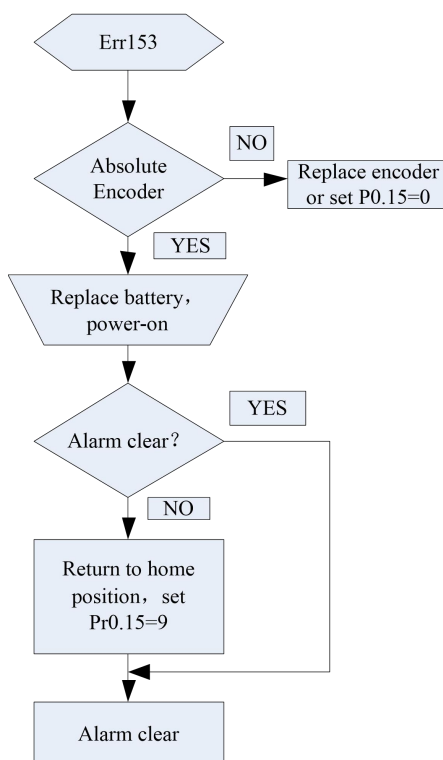 Err153
Absolute
Encoder
NO
Replace encoder
or set P0.15=0
YES
Replace battery，
power-on
Alarm clear？
YES
NO
Return to home
position，set
Pr0.15=9
Alarm clear